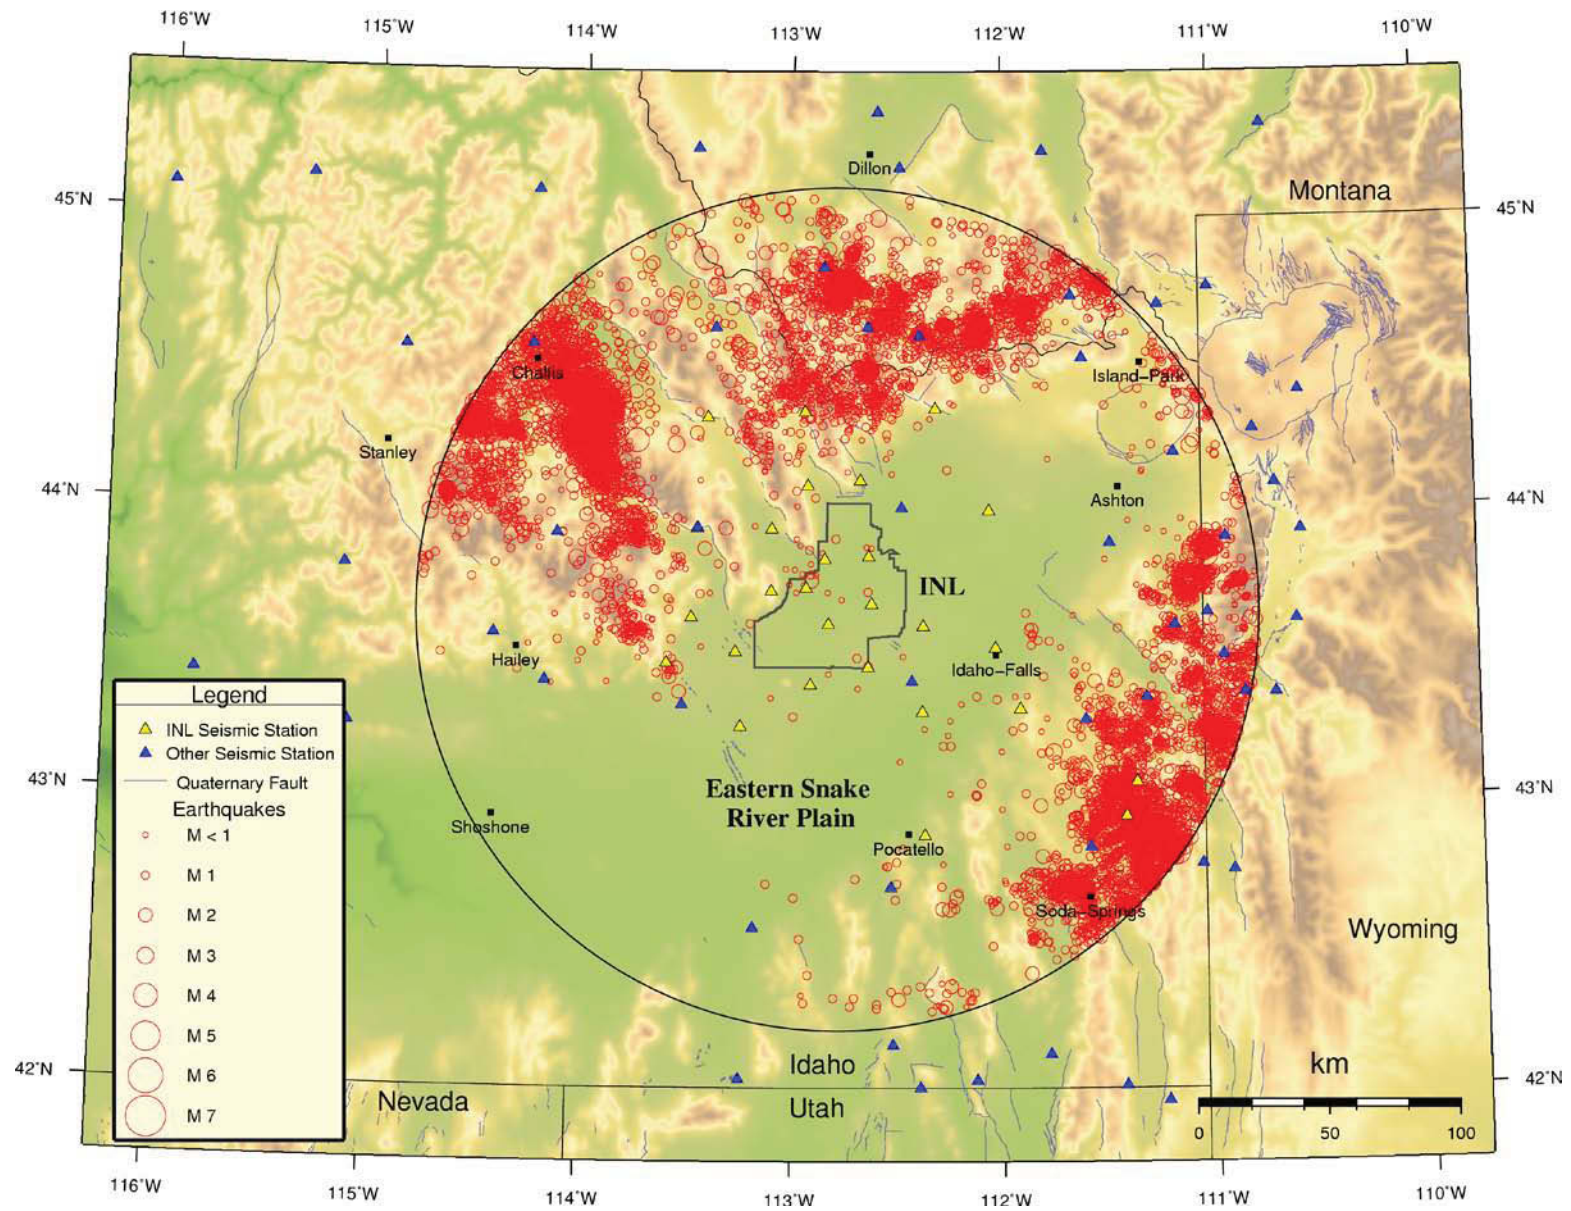 116°W
115°W
114°W
113°W
112°W
111°W
110°W
Dillon
Montana
45°N
45°N
Challis
Island-Park
Stanley
44°N
44°N
Ashton
INL
Hailey
Idaho-Falls
Legend
INL Seismic Station
Other Seismic Station
Quaternary Fault
Earthquakes
M < 1
M 1
M 2
M 3
M 4
M 5
M 6
M 7
43°N
43°N
Eastern Snake
River Plain
Shoshone
Pocatello
Soda-Springs
Wyoming
42°N
42°N
Idaho
km
Nevada
Utah
0
50
100
116°W
115°W
114°W
113°W
112°W
111°W
110°W